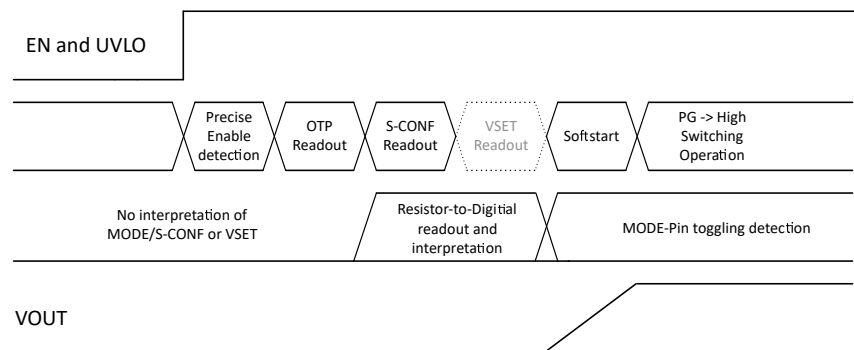 EN and UVLO
Precise
Enable
detection
OTP
Readout
S-CONF
Readout
VSET
Readout
Softstart
PG -> High
Switching
Operation
No interpretation of
MODE/S-CONF or VSET
Resistor-to-Digitial
readout and
interpretation
MODE-Pin toggling detection
VOUT